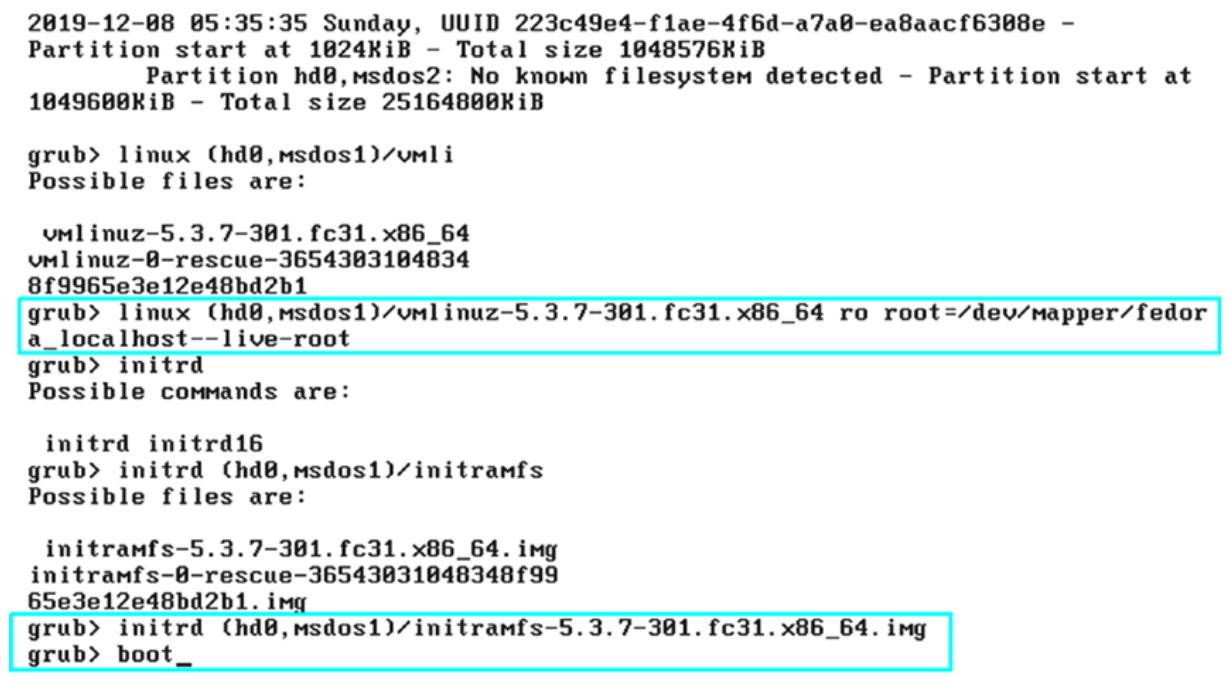 2019-12-08 05:35:35 Sunday, UUID 223c49e4-f1ae-4f6d-a7a0-ea8aacf6308e -
Partition start at 1024KiB - Total size 1048576KiB
Partition hd0,msdos2: No known filesystem detected - Partition start at
1049600KiB - Total size 25164800KiB
grub> linux (hd0,msdos1)/vmli
Possible files are:
vmlinuz-5.3.7-301.fc31.x86_64
vmlinuz-0-rescue-3654303104834
8f9965e3e12e48bd2b1
grub> linux (hd0,msdos1)/vmlinuz-5.3.7-301.fc31.x86_64 ro root=/dev/mapper/fedor
a_localhost--live-root
grub> initrd
Possible commands are:
initrd initrd16
grub> initrd (hd0,msdos1)/initramfs
Possible files are:
initramfs-5.3.7-301.fc31.x86_64.img
initramfs-0-rescue-36543031048348f99
65e3e12e48bd2b1.img
grub> initrd (hd0,msdos1)/initramfs-5.3.7-301.fc31.x86_64.img
grub> boot_